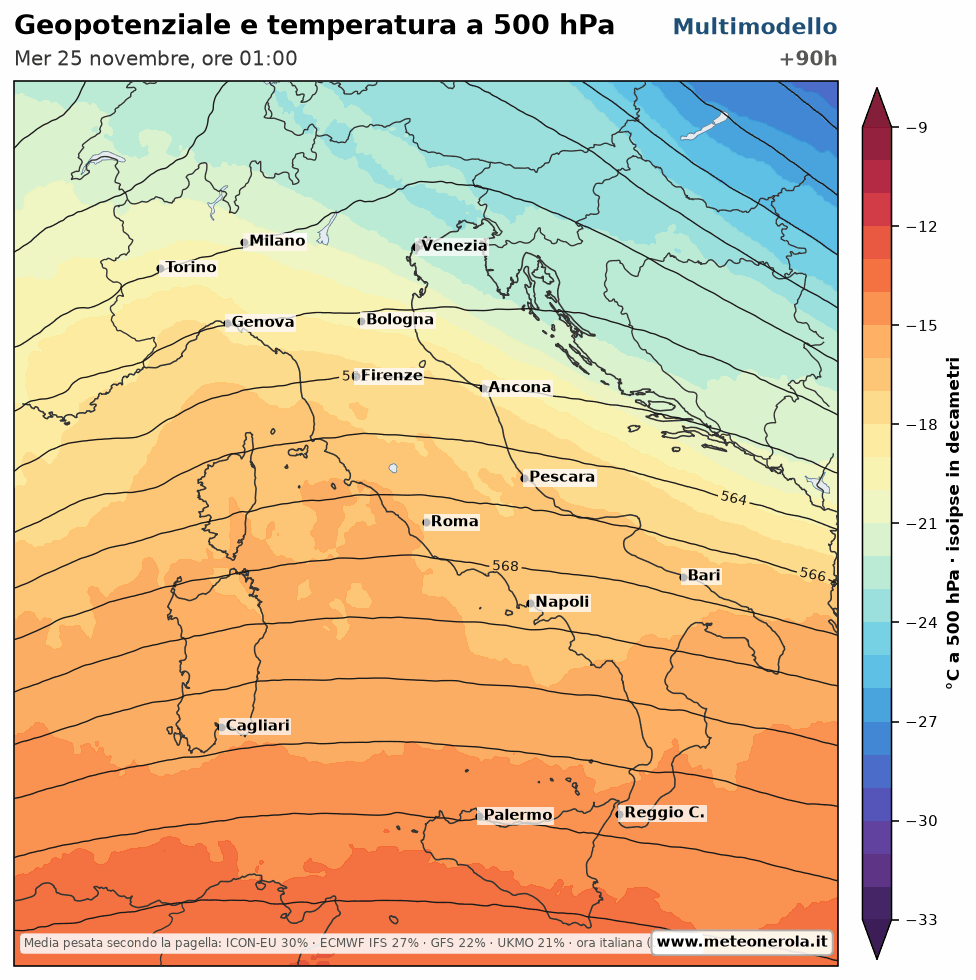 Geopotenziale e temperatura a 500 hPa
Multimodello
Mer 25 novembre, ore 01:00
+90h
Milano
Venezia
Torino
Genova
Bologna
Firenze
Ancona
Pescara
564
Roma
568
566
Bari
Napoli
Cagliari
Palermo
Reggio C.
−9
−12
−15
−18
−21
−24
−27
−30
−33
°C a 500 hPa · isoipse in decametri
Media pesata secondo la pagella: ICON-EU 30% · ECMWF IFS 27% · GFS 22% · UKMO 21% · ora italiana (
www.meteonerola.it